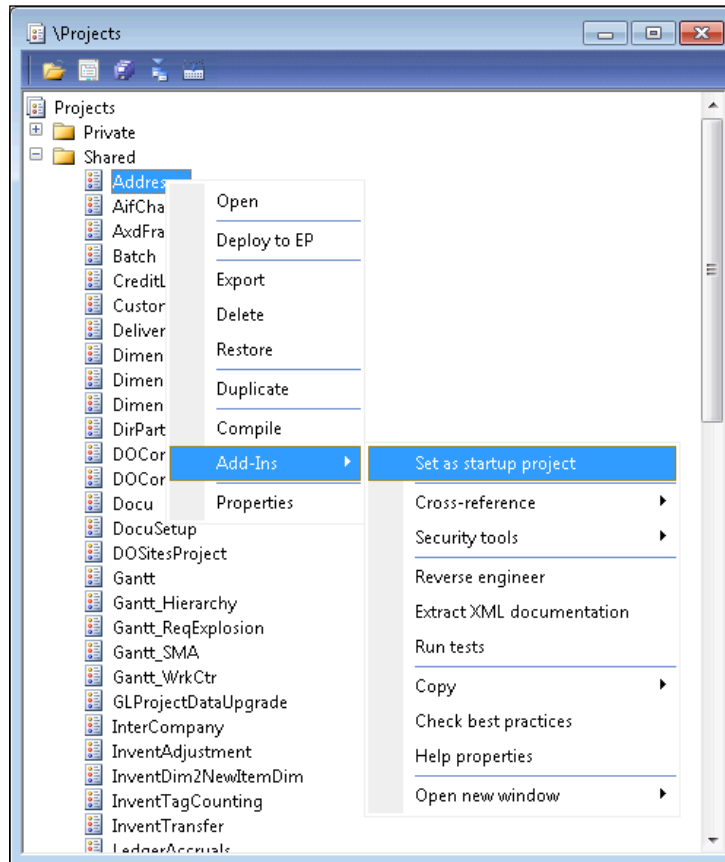 \Projects
Projects
Private
Shared
Addres
AifCha
AxdFra
Batch
CreditL
Custor
Deliver
Dimen
Dimen
Dimen
DirPart
DOCor
DOCor
Docu
DocuSetup
DOSitesProject
Gantt
Gantt_Hierarchy
Gantt_ReqExplosion
Gantt_SMA
Gantt_WrkCtr
GLProjectDataUpgrade
InterCompany
InventAdjustment
InventDim2NewItemDim
InventTagCounting
InventTransfer
LedgerAccruals
Open
Deploy to EP
Export
Delete
Restore
Duplicate
Compile
Add-Ins
Properties
Set as startup project
Cross-reference
Security tools
Reverse engineer
Extract XML documentation
Run tests
Copy
Check best practices
Help properties
Open new window